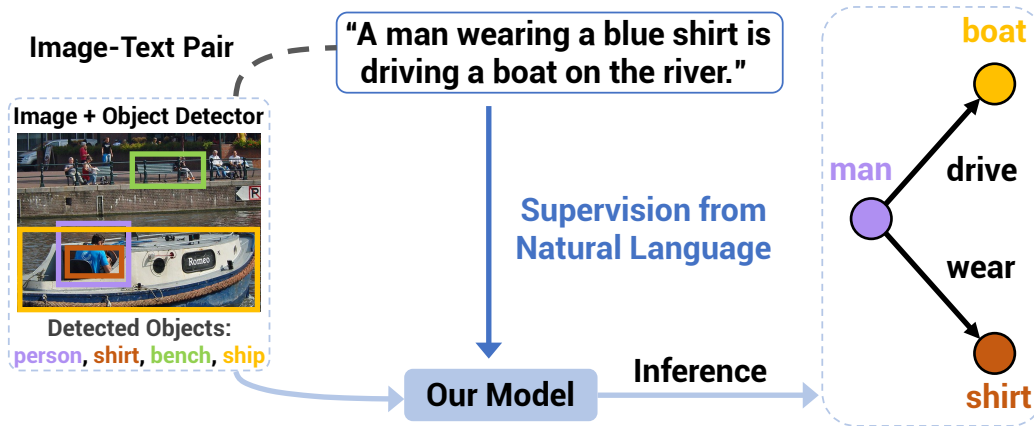 Image-Text Pair
“A man wearing a blue shirt is
driving a boat on the river.”
Image + Object Detector
R
Roméo
Detected Objects:
person, shirt, bench, ship
Supervision from
Natural Language
Our Model
Inference
boat
man
drive
wear
shirt